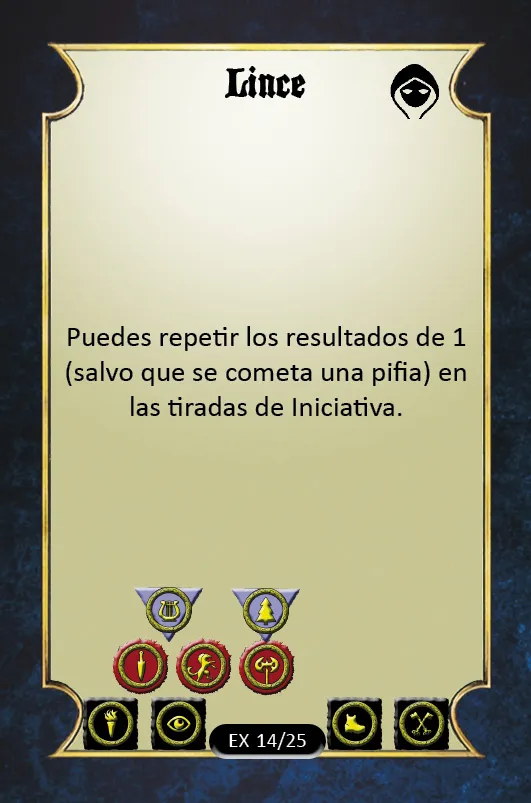 Lince
Puedes repetir los resultados de 1
(salvo que se cometa una pifia) en
las tiradas de Iniciativa.
EX 14/25